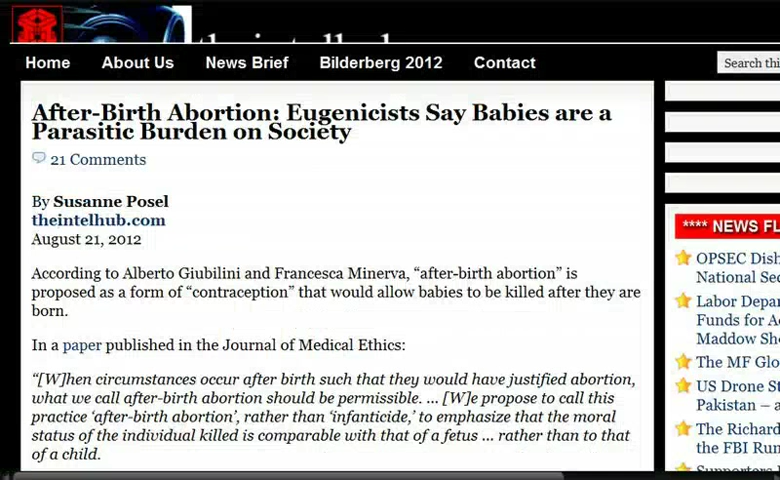 theintelhub
Home About Us News Brief Bilderberg 2012 Contact
Search thi
After-Birth Abortion: Eugenicists Say Babies are a
Parasitic Burden on Society
21 Comments
By Susanne Posel
theintelhub.com
August 21, 2012
According to Alberto Giubilini and Francesca Minerva, “after-birth abortion” is
proposed as a form of “contraception” that would allow babies to be killed after they are
born.
In a paper published in the Journal of Medical Ethics:
“[W]hen circumstances occur after birth such that they would have justified abortion,
what we call after-birth abortion should be permissible. … [W]e propose to call this
practice ‘after-birth abortion’, rather than ‘infanticide,’ to emphasize that the moral
status of the individual killed is comparable with that of a fetus … rather than to that
of a child.
**** NEWS FL
OPSEC Dish
National Sec
Labor Depar
Funds for A
Maddow Sh
The MF Glo
US Drone St
Pakistan – a
The Richard
the FBI Run
Supporters